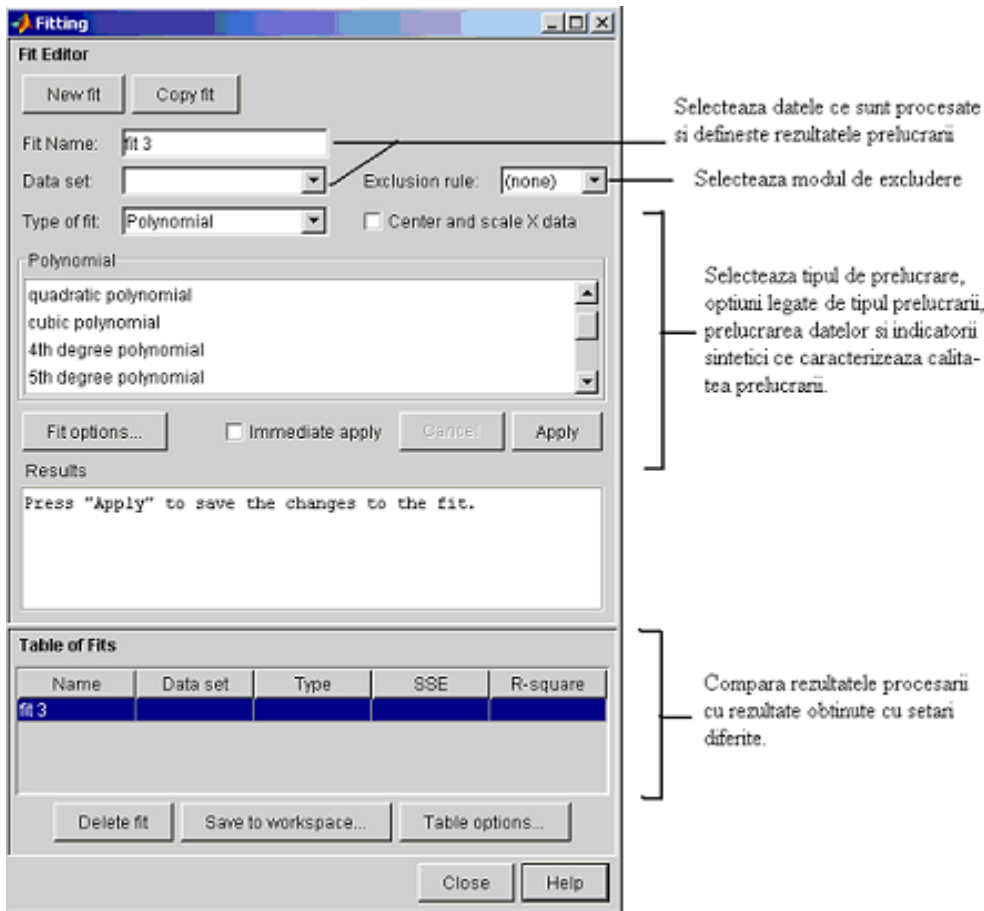 Fitting
Fit Editor
New fit
Copy fit
Fit Name:
fit 3
Data set:
Exclusion rule:
(none)
Type of fit:
Polynomial
Center and scale X data
Polynomial
quadratic polynomial
cubic polynomial
4th degree polynomial
5th degree polynomial
Fit options...
Immediate apply
Cancel
Apply
Results
Press "Apply" to save the changes to the fit.
Table of Fits
Name
Data set
Type
SSE
R-square
fit 3
Delete fit
Save to workspace...
Table options...
Close
Help
Selecteaza datele ce sunt procesate
si defineste rezultatele prelucrarii
Selecteaza modul de excludere
Selecteaza tipul de prelucrare,
optiuni legate de tipul prelucrarii,
prelucrarea datelor si indicatorii
sintetici ce caracterizeaza calita-
tea prelucrarii.
Compara rezultatele procesarii
cu rezultate obtinute cu setari
diferite.